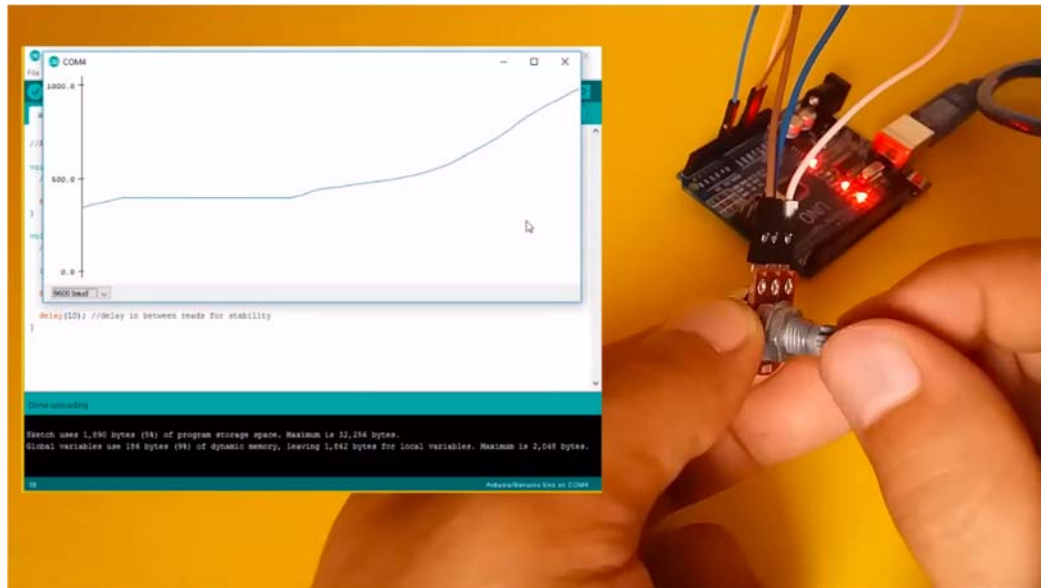 COM4
File
1000.0
500.0
0.0
9600 baud
delay(10); //delay in between reads for stability
}
Done uploading
Sketch uses 1,890 bytes (5%) of program storage space. Maximum is 32,256 bytes.
Global variables use 186 bytes (9%) of dynamic memory, leaving 1,862 bytes for local variables. Maximum is 2,048 bytes.
Arduino/Genuino Uno on COM4
UNO